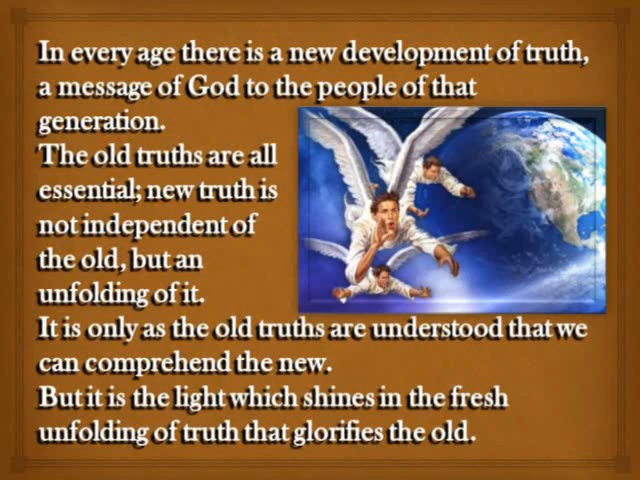 In every age there is a new development of truth,
a message of God to the people of that
generation.
The old truths are all
essential; new truth is
not independent of
the old, but an
unfolding of it.
It is only as the old truths are understood that we
can comprehend the new.
But it is the light which shines in the fresh
unfolding of truth that glorifies the old.